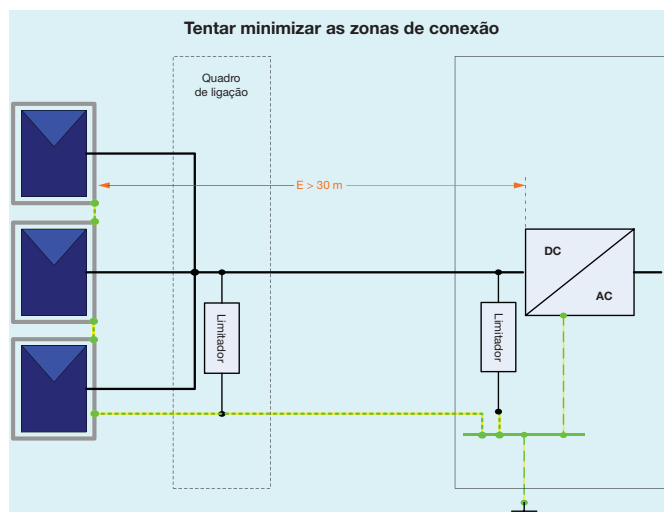 Tentar minimizar as zonas de conexão
Quadro
de ligação
E > 30 m
DC
AC
Limitador
Limitador